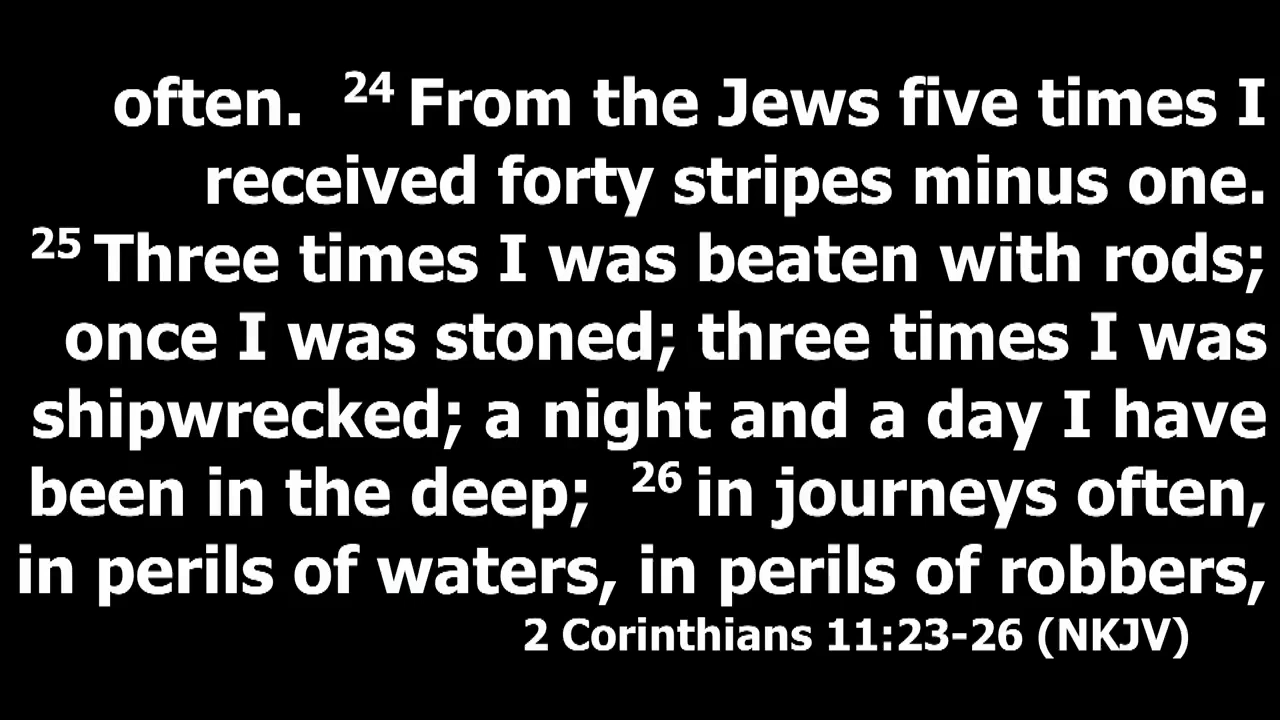 often. 24 From the Jews five times I
received forty stripes minus one.
25 Three times I was beaten with rods;
once I was stoned; three times I was
shipwrecked; a night and a day I have
been in the deep; 26 in journeys often,
in perils of waters, in perils of robbers,
2 Corinthians 11:23-26 (NKJV)